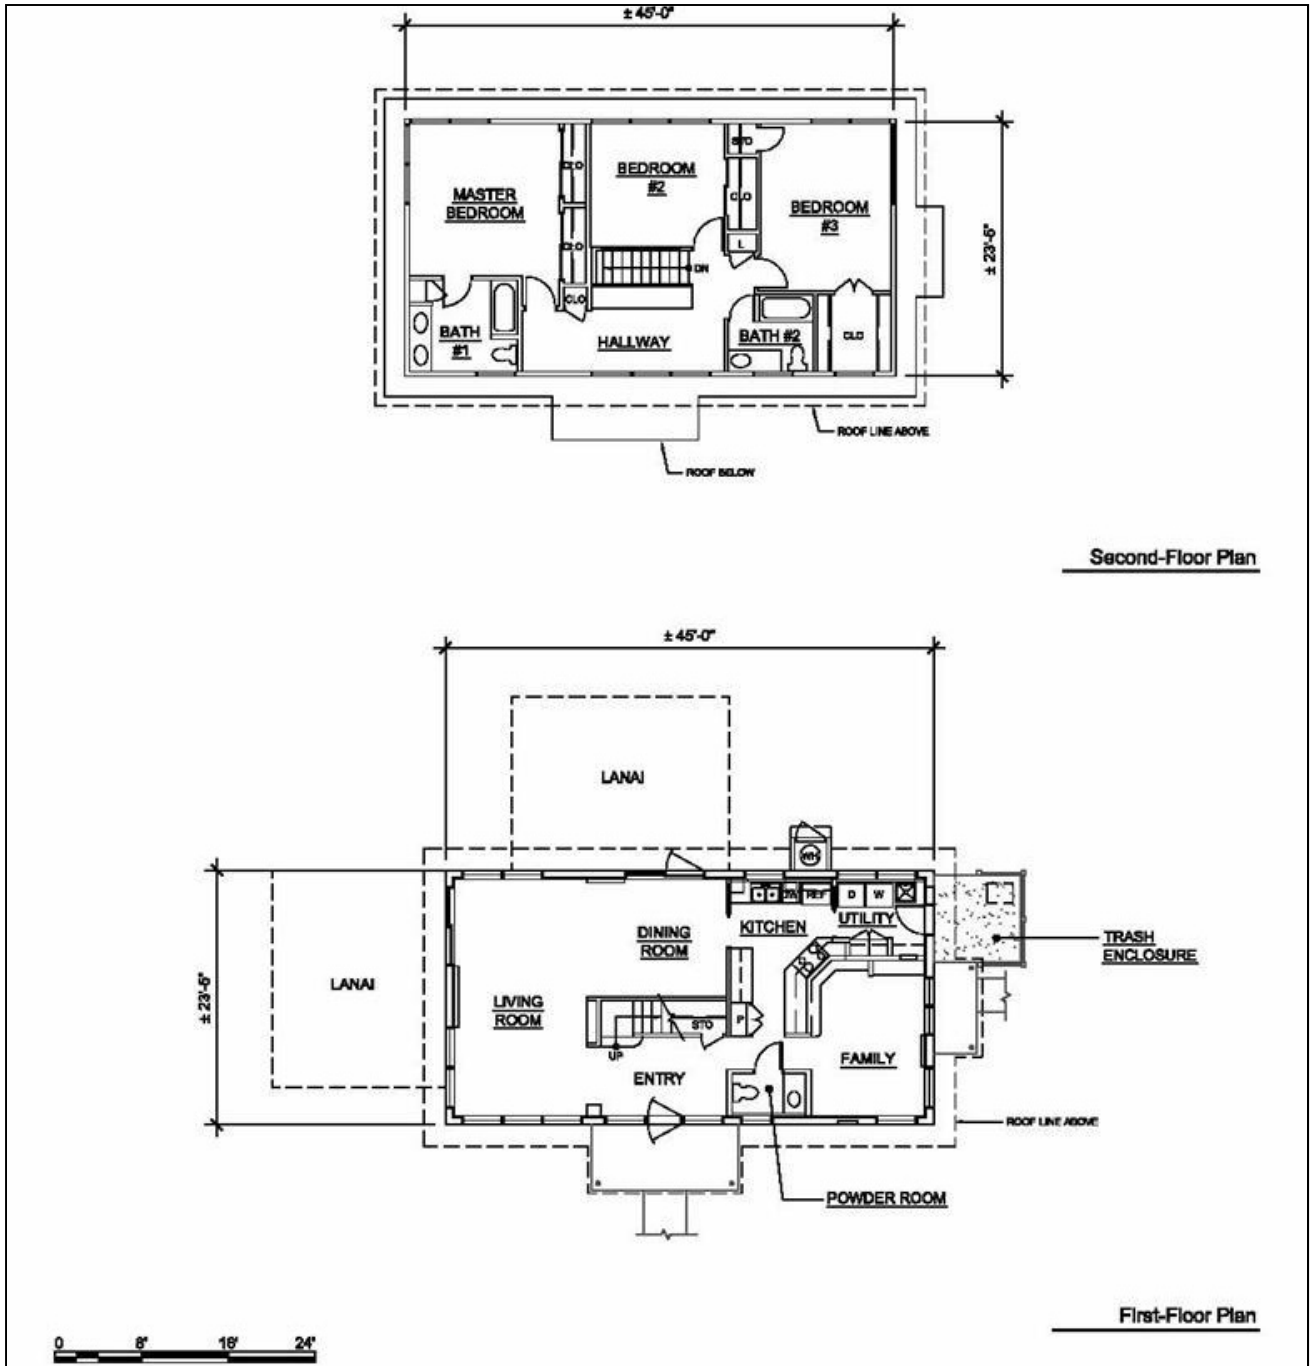 ± 45'-0"
STO
CLO
BEDROOM
#2
MASTER
BEDROOM
CLO
BEDROOM
#3
± 23'-5"
L
CLO
DN
CLO
BATH
#1
HALLWAY
BATH #2
CLO
ROOF LINE ABOVE
ROOF BELOW
Second-Floor Plan
± 45'-0"
LANAI
WH
DW
REF
D
W
UTILITY
KITCHEN
DINING
ROOM
TRASH
ENCLOSURE
LANAI
± 23'-5"
LIVING
ROOM
STO
P
UP
FAMILY
ENTRY
ROOF LINE ABOVE
POWDER ROOM
First-Floor Plan
0 8' 16' 24'